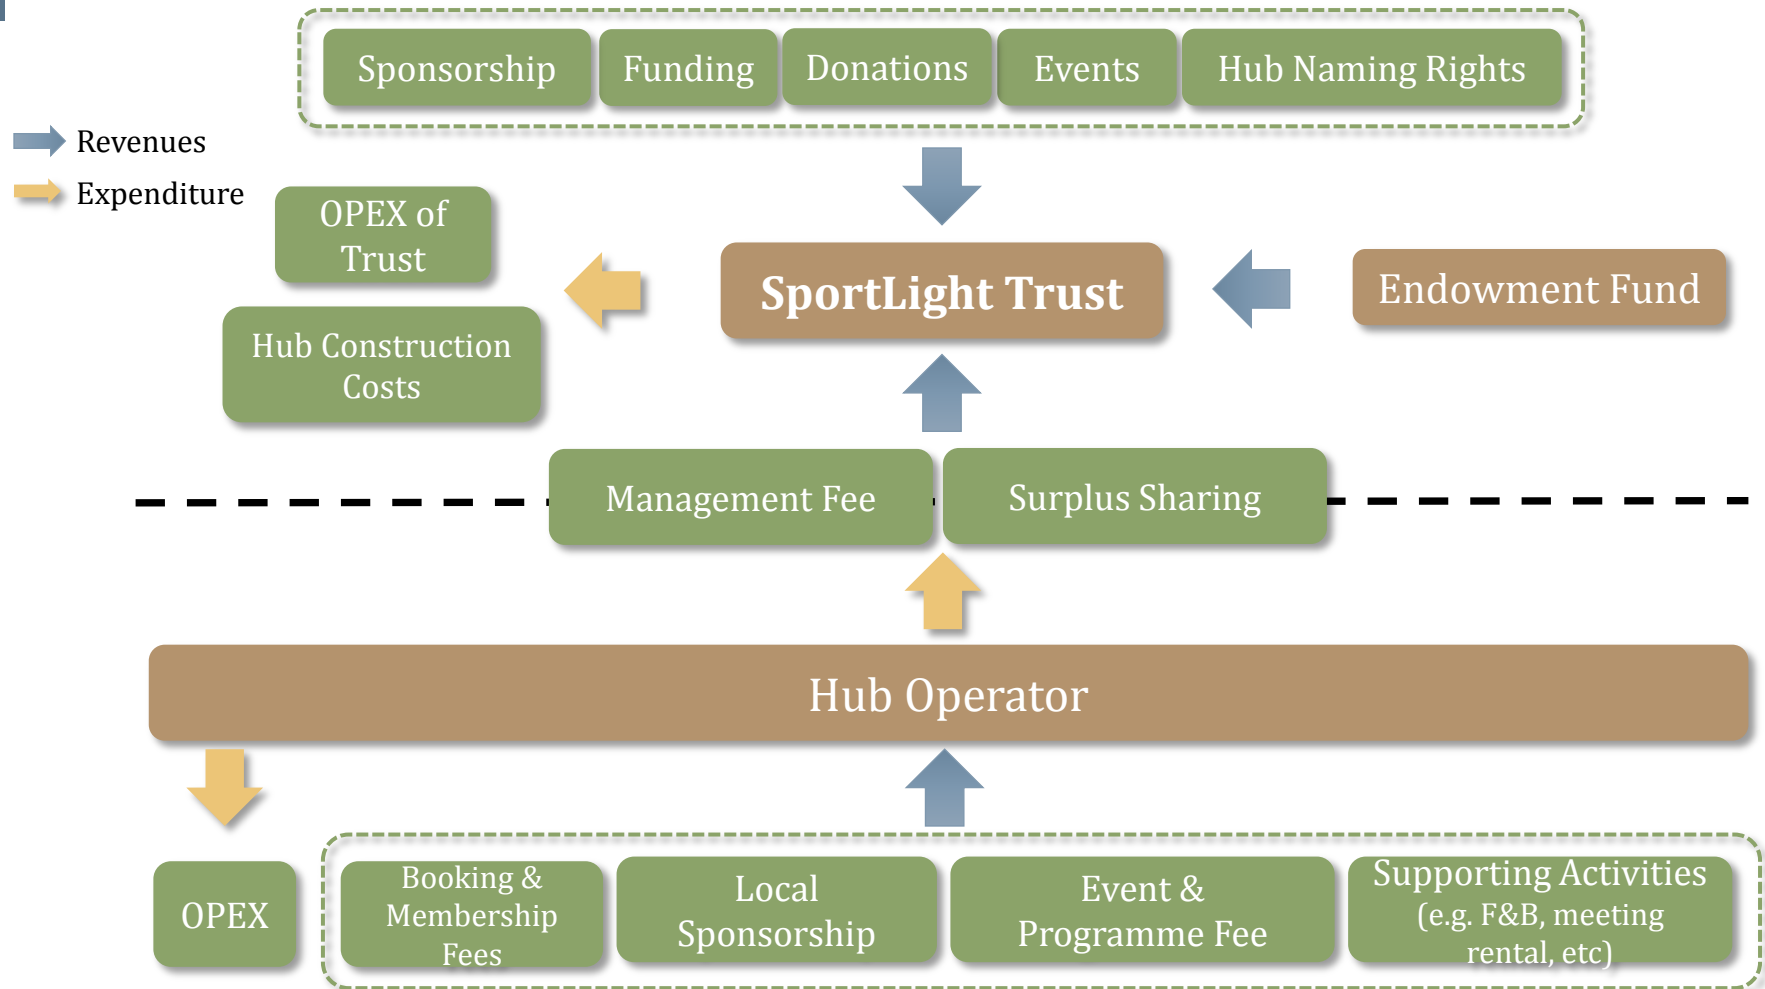 Sponsorship
Funding
Donations
Events
Hub Naming Rights
Revenues
Expenditure
OPEX of
Trust
SportLight Trust
Endowment Fund
Hub Construction
Costs
Management Fee
Surplus Sharing
Hub Operator
OPEX
Booking &
Membership
Fees
Local
Sponsorship
Event &
Programme Fee
Supporting Activities
(e.g. F&B, meeting
rental, etc)